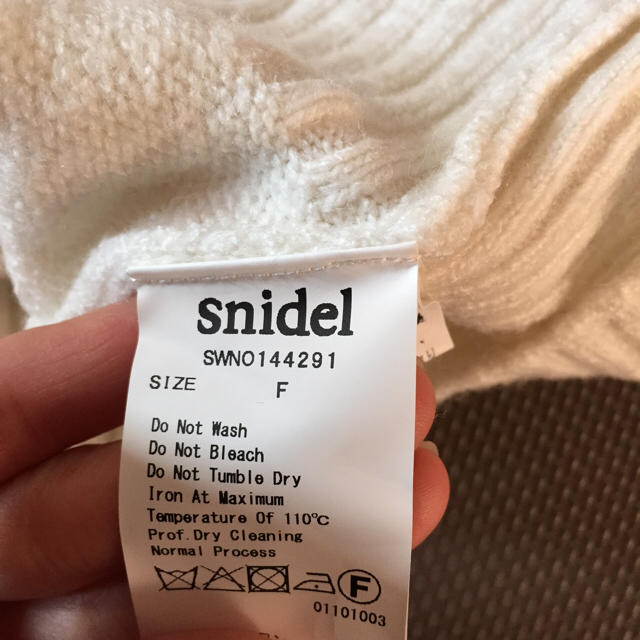 snidel
SWNO144291
SIZE F
Do Not Wash
Do Not Bleach
Do Not Tumble Dry
Iron At Maximum
Temperature Of 110℃
Prof.Dry Cleaning
Normal Process
F
01101003